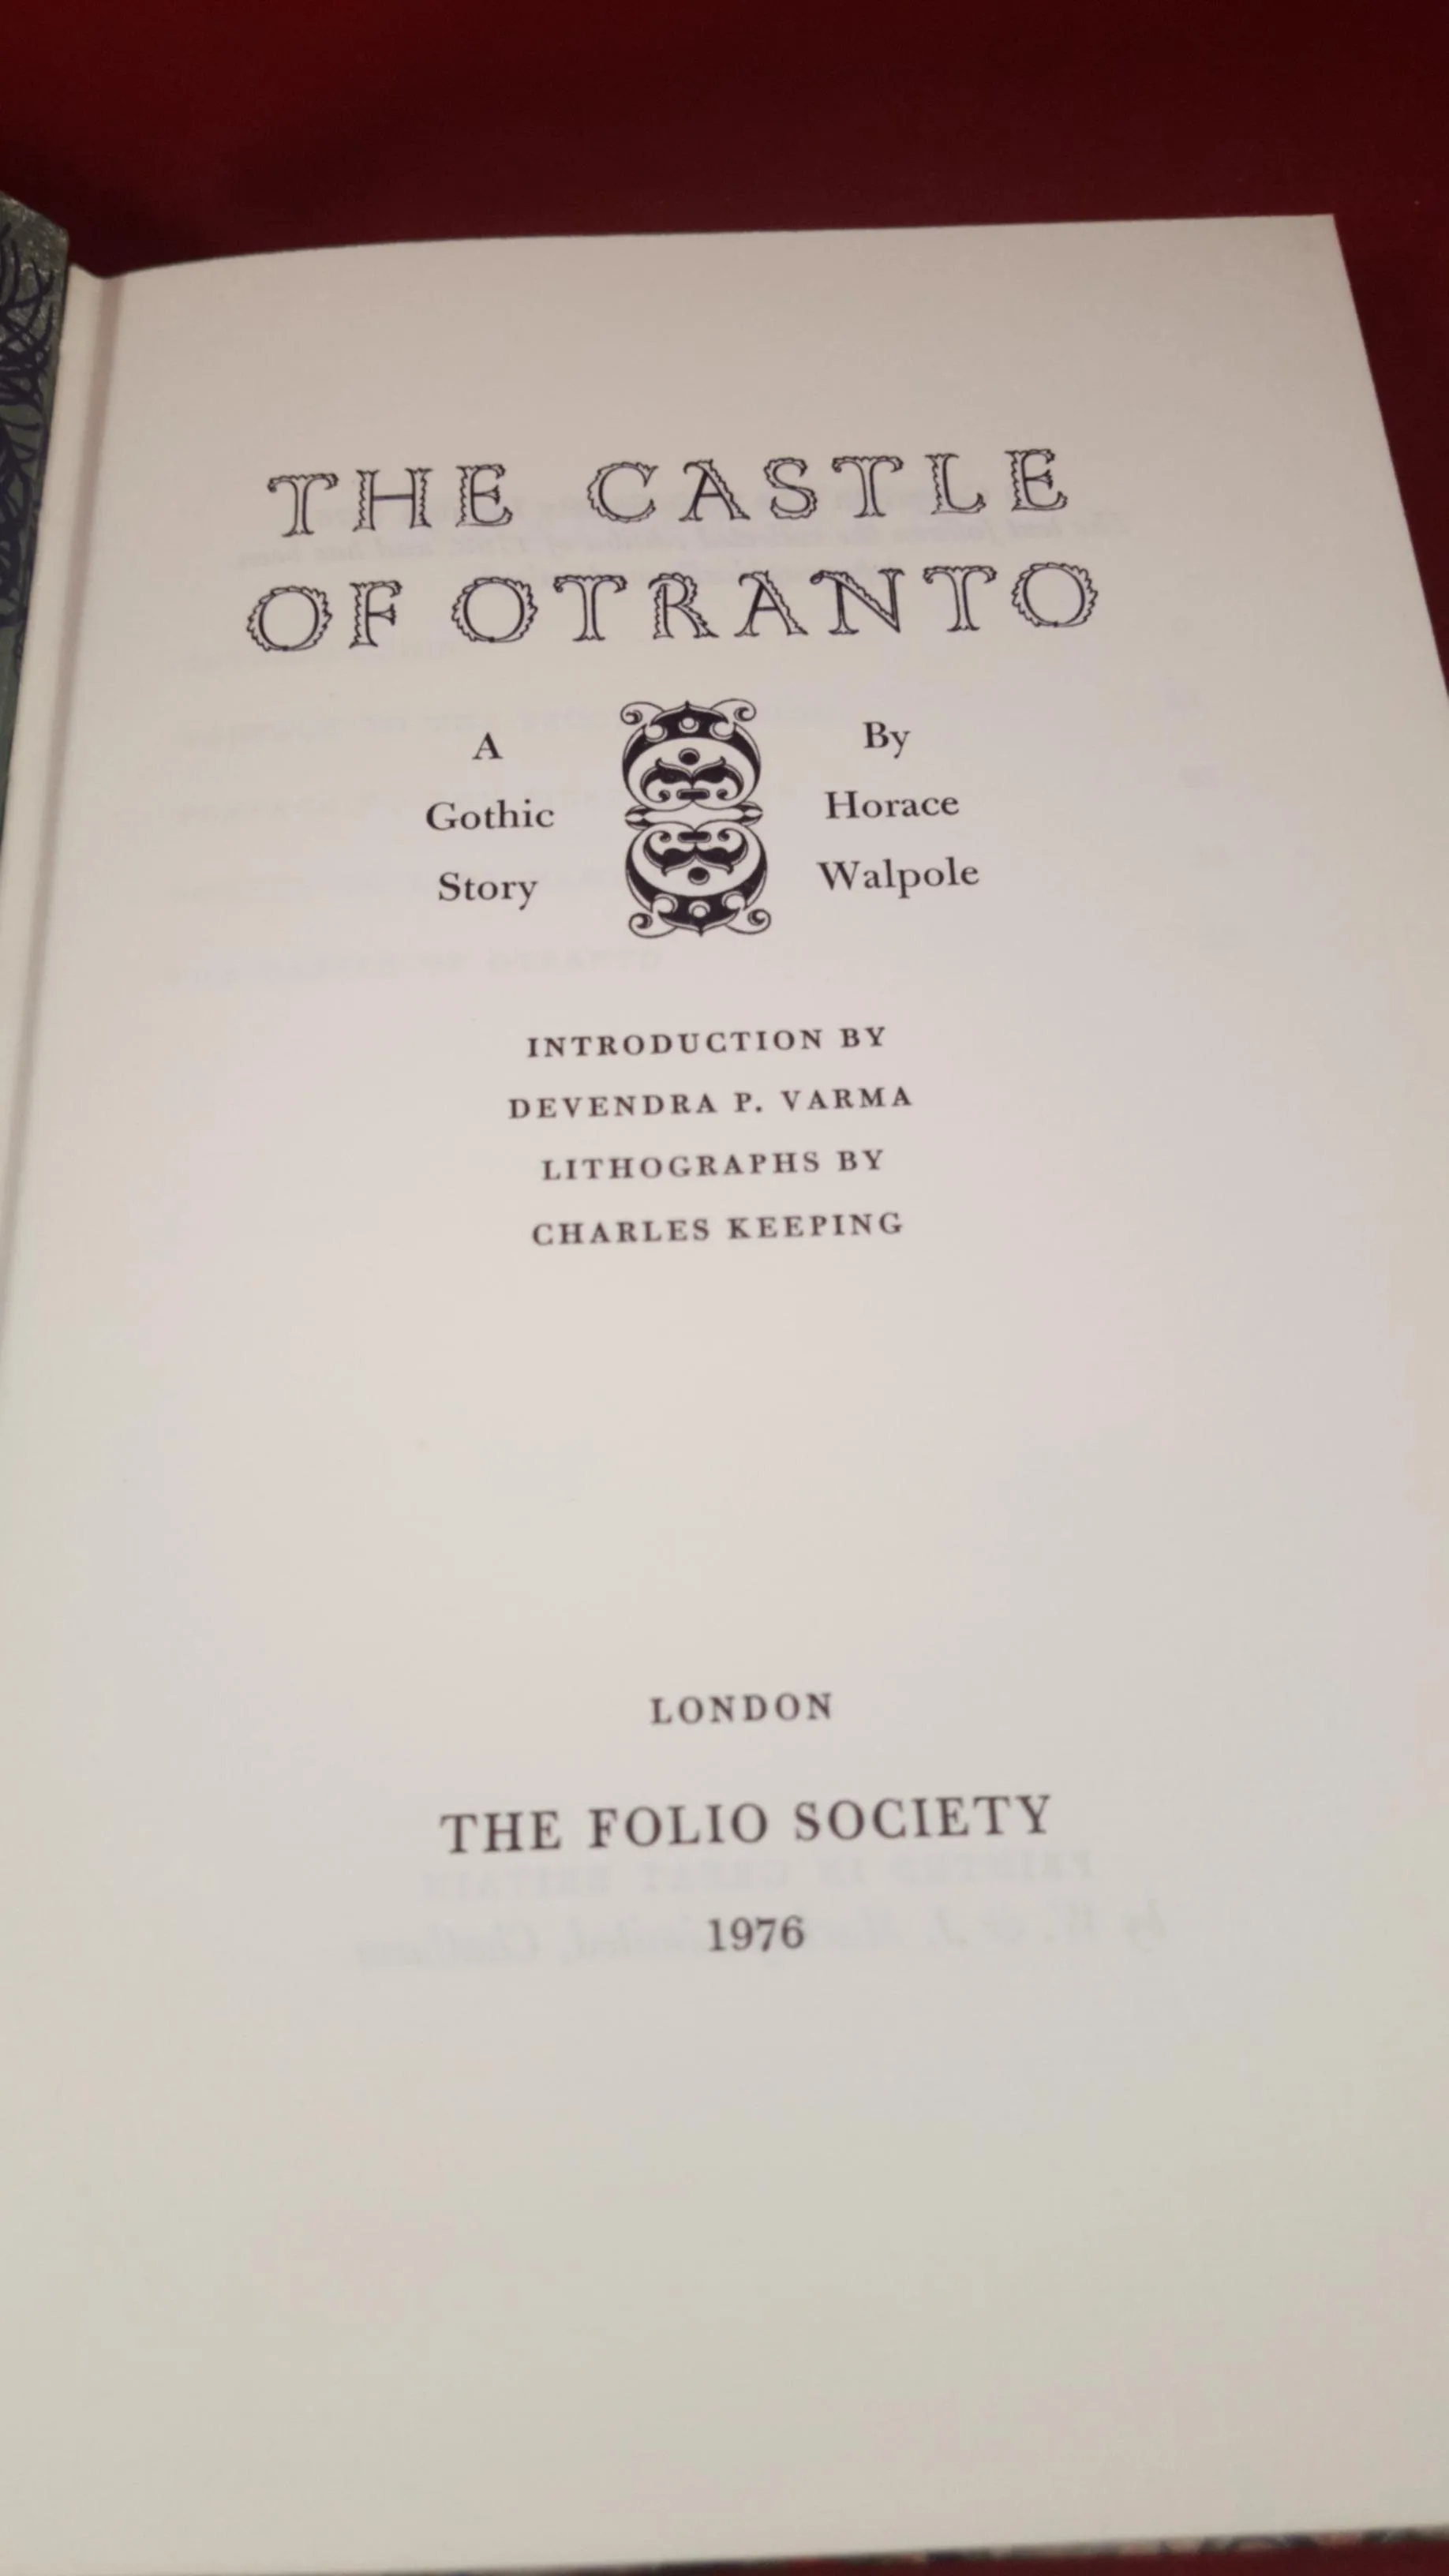 THE CASTLE
OF OTRANTO
A
Gothic
Story
By
Horace
Walpole
INTRODUCTION BY
DEVENDRA P. VARMA
LITHOGRAPHS BY
CHARLES KEEPING
LONDON
THE FOLIO SOCIETY
1976